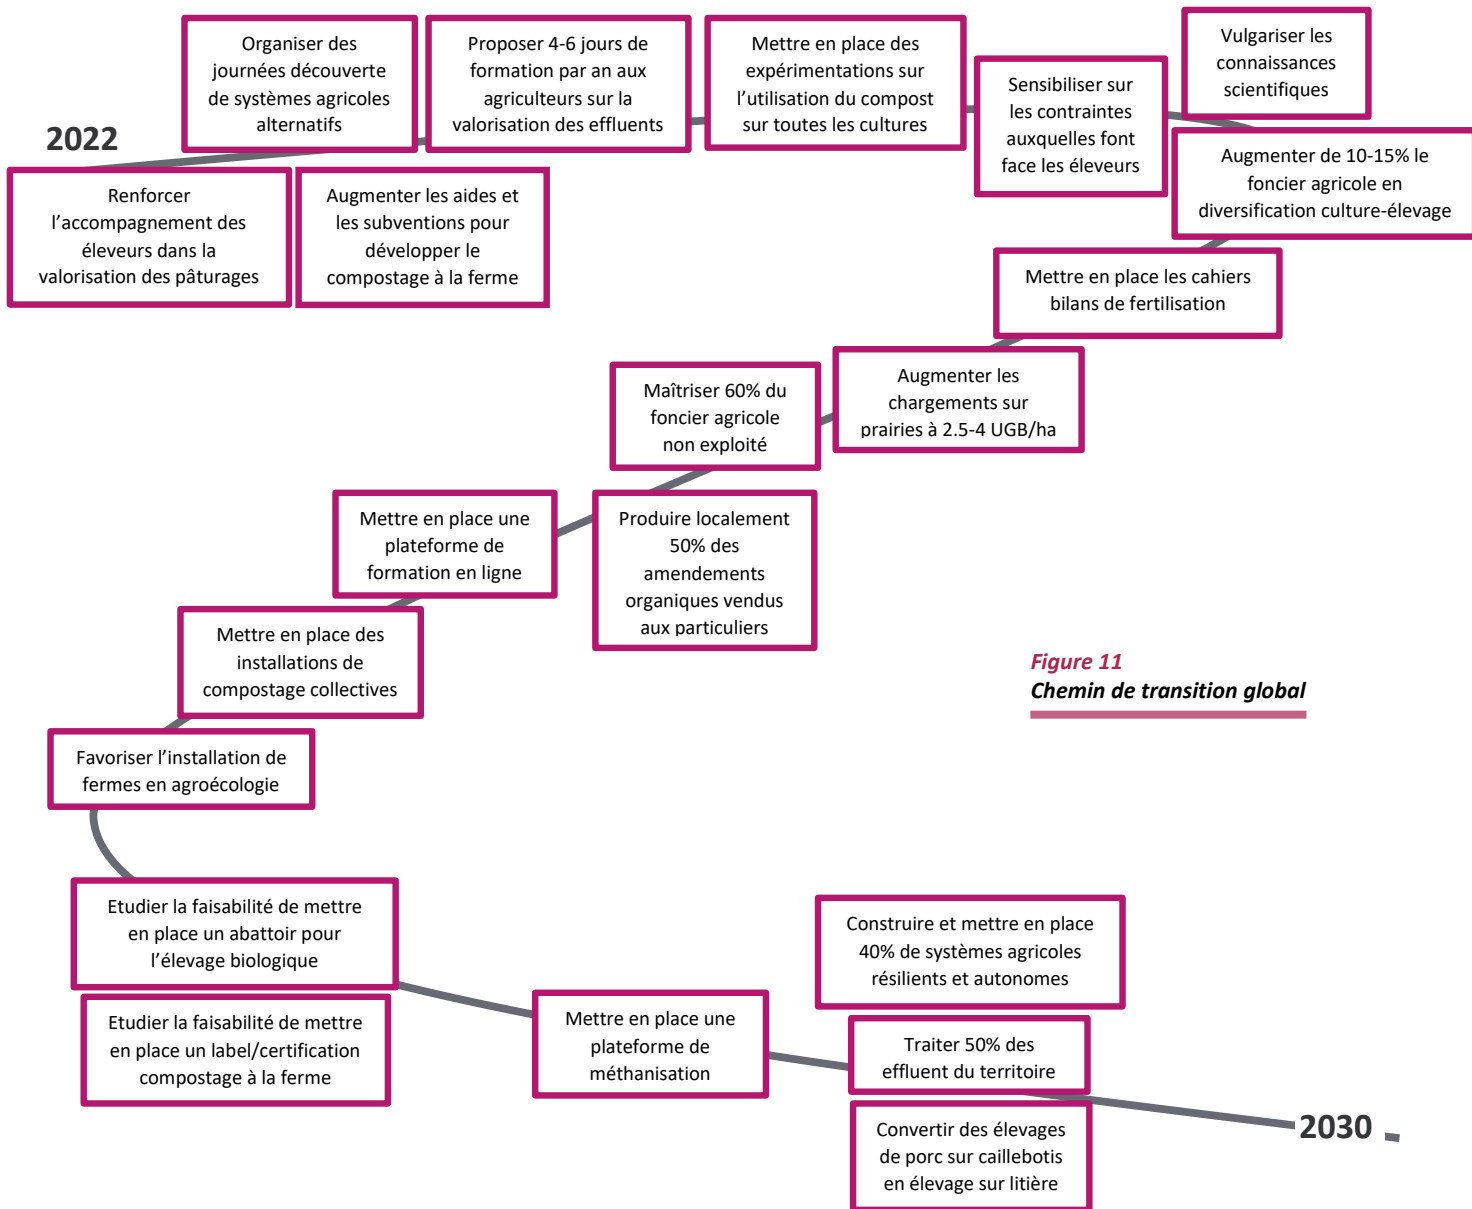 2022
Organiser des
journées découverte
de systèmes agricoles
alternatifs
Proposer 4-6 jours de
formation par an aux
agriculteurs sur la
valorisation des effluents
Mettre en place des
expérimentations sur
l'utilisation du compost
sur toutes les cultures
Sensibiliser sur
les contraintes
auxquelles font
face les éleveurs
Vulgariser les
connaissances
scientifiques
Renforcer
l'accompagnement des
éleveurs dans la
valorisation des pâturages
Augmenter les aides et
les subventions pour
développer le
compostage à la ferme
Augmenter de 10-15% le
foncier agricole en
diversification culture-élevage
Mettre en place les cahiers
bilans de fertilisation
Augmenter les
chargements sur
prairies à 2.5-4 UGB/ha
Maîtriser 60% du
foncier agricole
non exploité
Produire localement
50% des
amendements
organiques vendus
aux particuliers
Mettre en place une
plateforme de
formation en ligne
Mettre en place des
installations de
compostage collectives
Figure 11
Chemin de transition global
Favoriser l'installation de
fermes en agroécologie
Etudier la faisabilité de mettre
en place un abattoir pour
l'élevage biologique
Etudier la faisabilité de mettre
en place un label/certification
compostage à la ferme
Mettre en place une
plateforme de
méthanisation
Construire et mettre en place
40% de systèmes agricoles
résilients et autonomes
Traiter 50% des
effluent du territoire
Convertir des élevages
de porc sur caillebotis
en élevage sur litière
2030